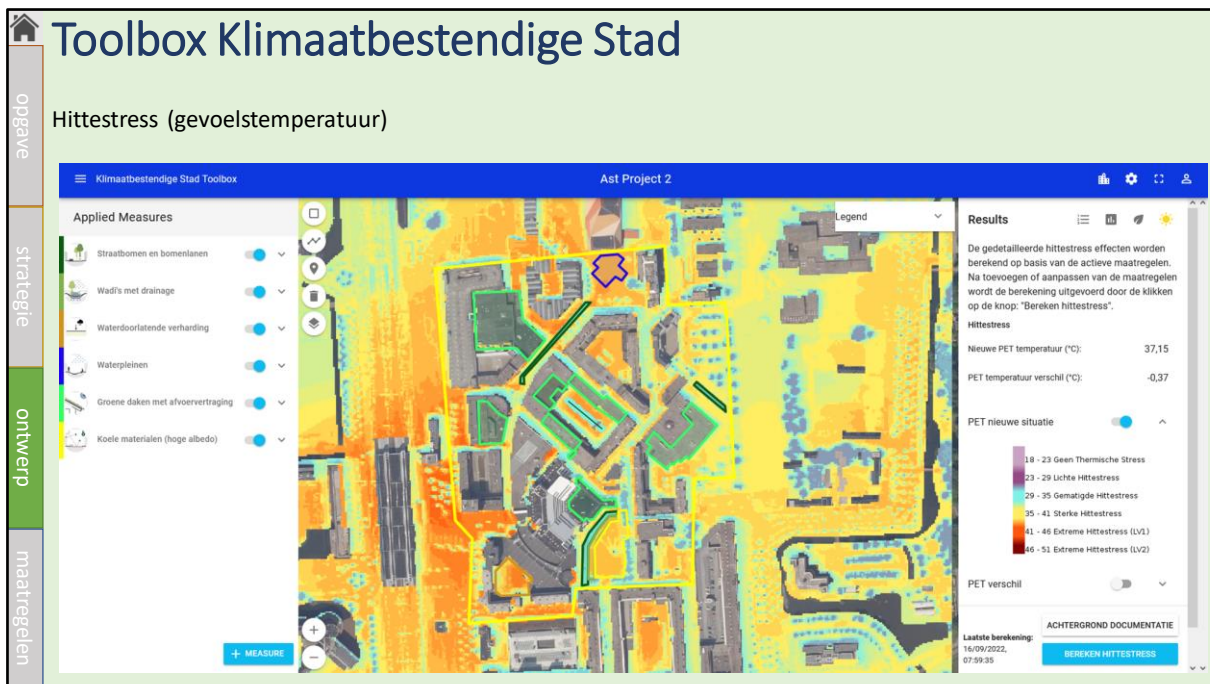 Toolbox Klimaatbestendige Stad
opgave
strategie
ontwerp
maatregelen
Hittestress (gevoelstemperatuur)
Klimaatbestendige Stad Toolbox
Ast Project 2
Applied Measures
Straatbomen en bomenlanen
Wadi's met drainage
Waterdoorlatende verharding
Waterpleinen
Groene daken met afvoervertraging
Koele materialen (hoge albedo)
+ MEASURE
Legend
+
−
Results
De gedetailleerde hittestress effecten worden
berekend op basis van de actieve maatregelen.
Na toevoegen of aanpassen van de maatregelen
wordt de berekening uitgevoerd door de klikken
op de knop: "Bereken hittestress".
Hittestress
Nieuwe PET temperatuur (°C): 37,15
PET temperatuur verschil (°C): -0,37
PET nieuwe situatie
18 - 23 Geen Thermische Stress
23 - 29 Lichte Hittestress
29 - 35 Gematigde Hittestress
35 - 41 Sterke Hittestress
41 - 46 Extreme Hittestress (LV1)
46 - 51 Extreme Hittestress (LV2)
PET verschil
ACHTERGROND DOCUMENTATIE
Laatste berekening:
16/09/2022,
07:59:35
BEREKEN HITTESTRESS